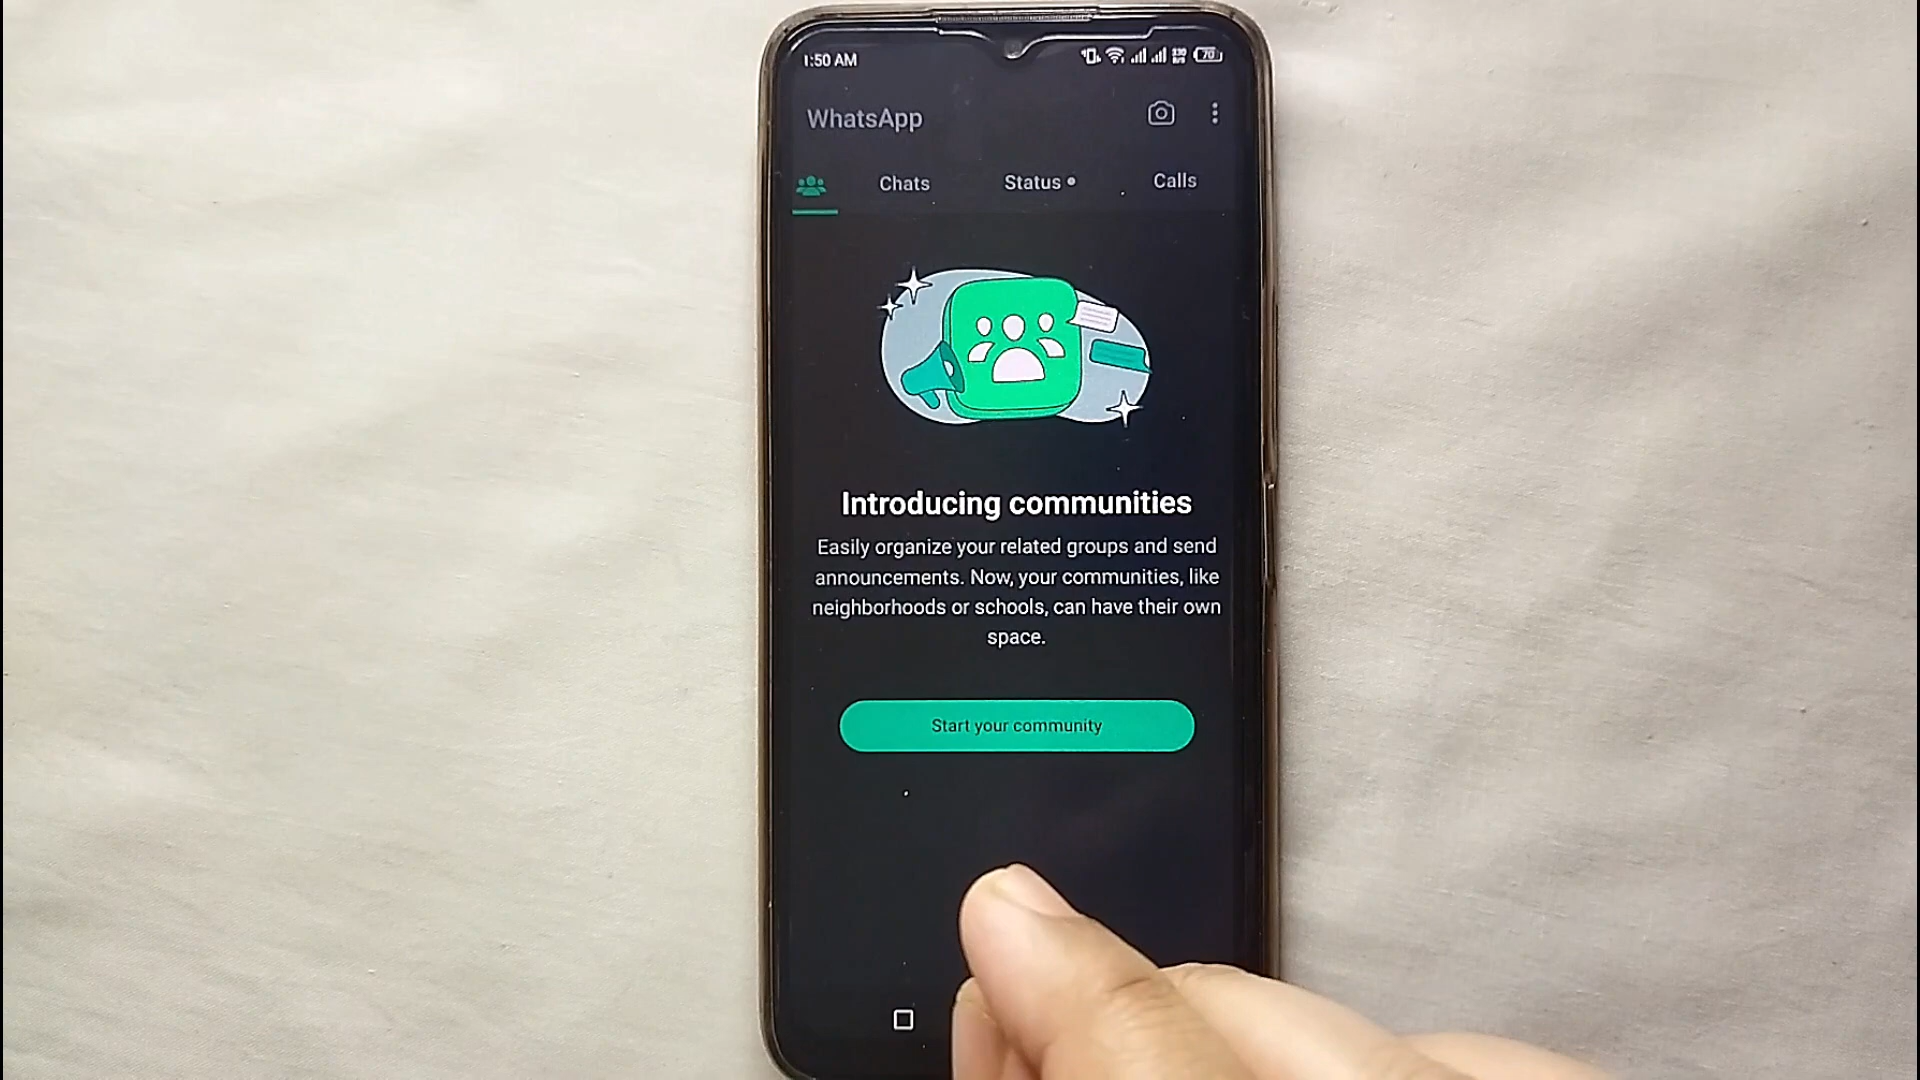 1:50 AM
70
WhatsApp
Chats
Status
Calls
Introducing communities
Easily organize your related groups and send
announcements. Now, your communities, like
neighborhoods or schools, can have their own
space.
Start your community